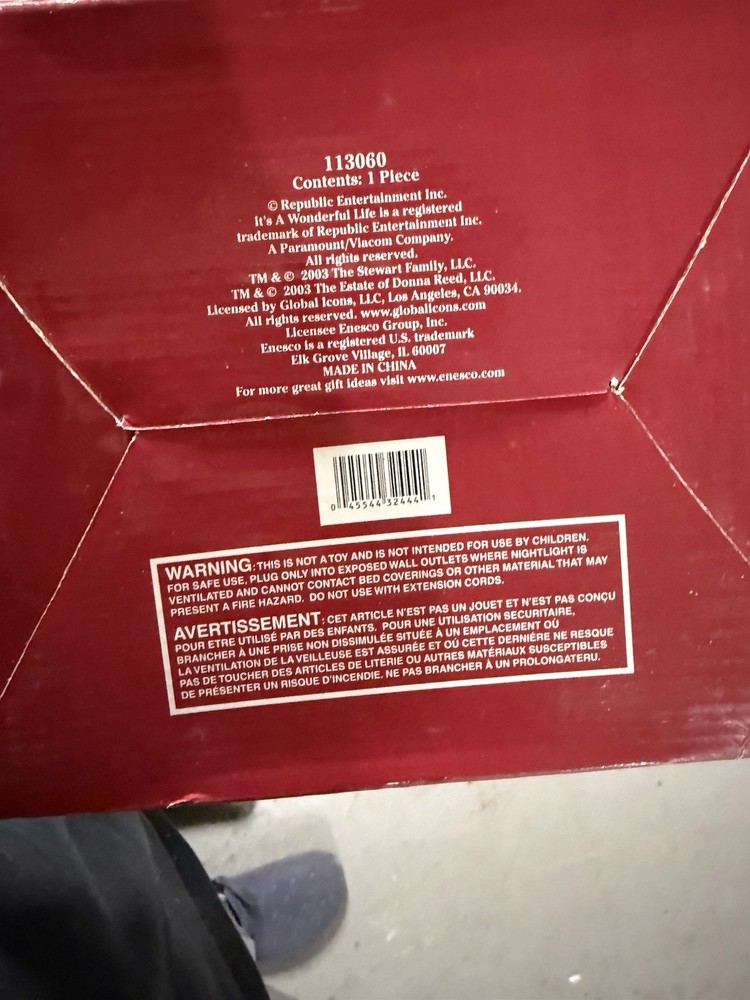 113060
Contents: 1 Piece
© Republic Entertainment Inc.
It's A Wonderful Life is a registered
trademark of Republic Entertainment Inc.
A Paramount/Viacom Company.
All rights reserved.
TM & © 2003 The Stewart Family, LLC.
TM & © 2003 The Estate of Donna Reed, LLC.
Licensed by Global Icons, LLC, Los Angeles, CA 90034.
All rights reserved. www.globalicons.com
Licensee Enesco Group, Inc.
Enesco is a registered U.S. trademark
Elk Grove Village, IL 60007
MADE IN CHINA
For more great gift ideas visit www.enesco.com
0 45544 32444 1
WARNING: THIS IS NOT A TOY AND IS NOT INTENDED FOR USE BY CHILDREN.
FOR SAFE USE, PLUG ONLY INTO EXPOSED WALL OUTLETS WHERE NIGHTLIGHT IS
VENTILATED AND CANNOT CONTACT BED COVERINGS OR OTHER MATERIAL THAT MAY
PRESENT A FIRE HAZARD. DO NOT USE WITH EXTENSION CORDS.
AVERTISSEMENT: CET ARTICLE N'EST PAS UN JOUET ET N'EST PAS CONÇU
POUR ETRE UTILISÉ PAR DES ENFANTS. POUR UNE UTILISATION SECURITAIRE,
BRANCHER À UNE PRISE NON DISSIMULÉE SITUÉE À UN EMPLACEMENT OÙ
LA VENTILATION DE LA VEILLEUSE EST ASSURÉE ET OÚ CETTE DERNIÈRE NE RESQUE
PAS DE TOUCHER DES ARTICLES DE LITERIE OU AUTRES MATÉRIAUX SUSCEPTIBLES
DE PRÉSENTER UN RISQUE D'INCENDIE. NE PAS BRANCHER À UN PROLONGATERU.